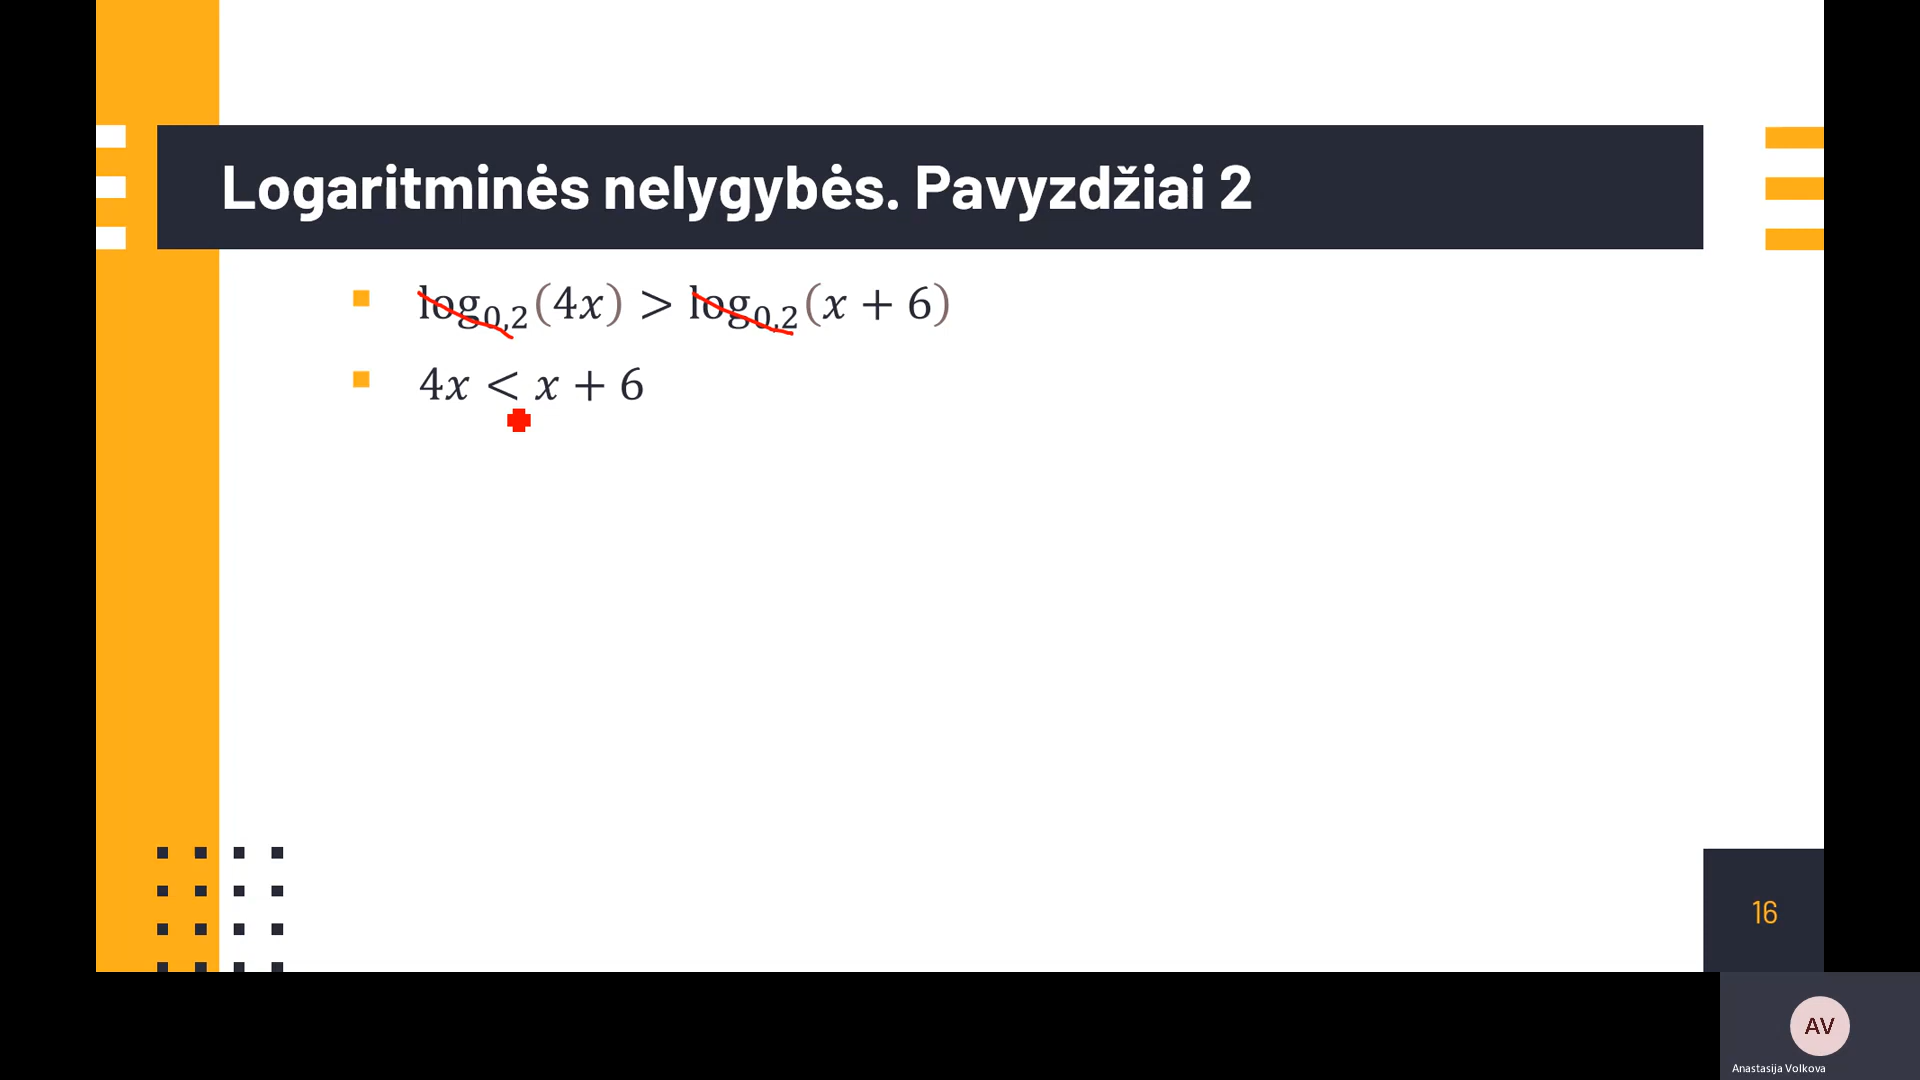 Logaritminės nelygybės. Pavyzdžiai 2
log₀,₂(4x) > log₀,₂(x + 6)
4x < x + 6
16
AV
Anastasija Volkova